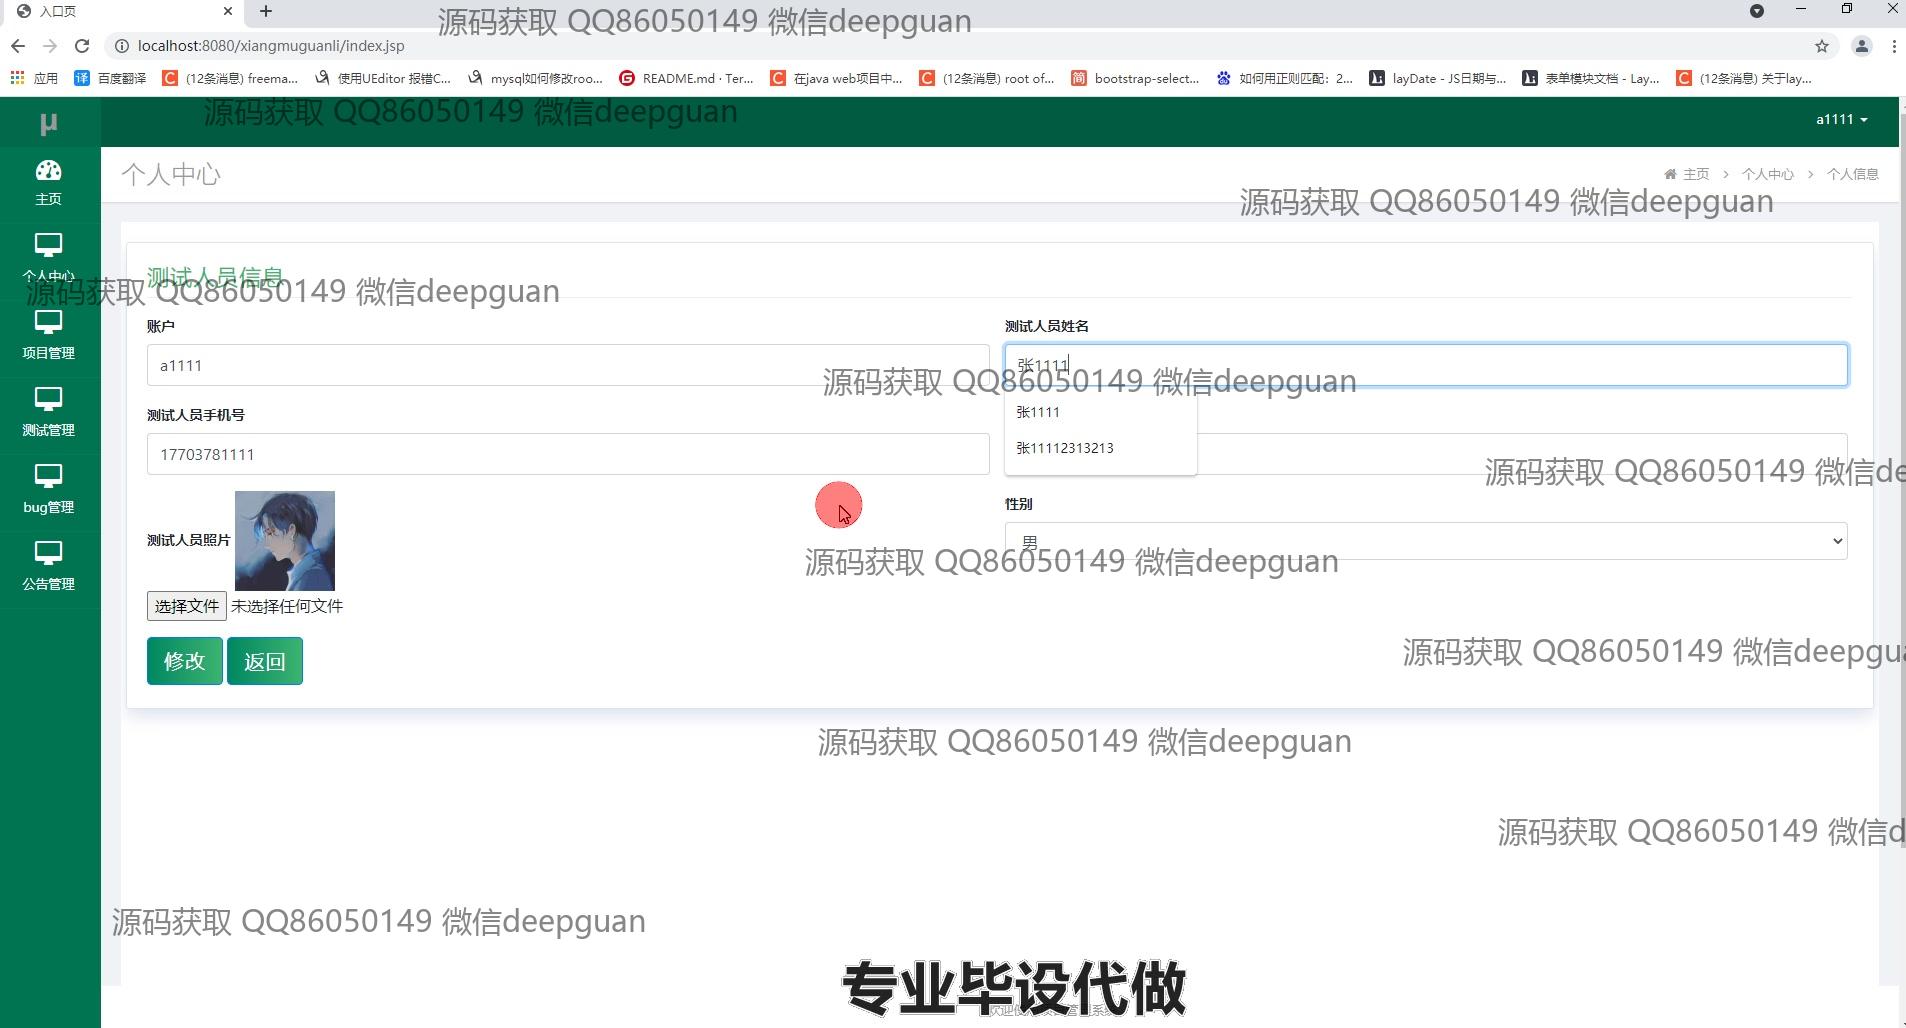 入口页
源码获取 QQ86050149 微信deepguan
localhost:8080/xiangmuguanli/index.jsp
应用
百度翻译
(12条消息) freema...
使用UEditor 报错C...
mysql如何修改roo...
README.md · Ter...
在java web项目中...
(12条消息) root of...
bootstrap-select...
如何用正则匹配：2...
layDate - JS日期与...
表单模块文档 - Lay...
(12条消息) 关于lay...
源码获取 QQ86050149 微信deepguan
μ
a1111
主页
个人中心
主页 > 个人中心 > 个人信息
源码获取 QQ86050149 微信deepguan
个人中心
测试人员信息
源码获取 QQ86050149 微信deepguan
项目管理
账户
a1111
测试人员姓名
张1111
源码获取 QQ86050149 微信deepguan
张1111
张11112313213
测试管理
测试人员手机号
17703781111
源码获取 QQ86050149 微信de
bug管理
测试人员照片
性别
男
源码获取 QQ86050149 微信deepguan
公告管理
选择文件 未选择任何文件
修改
返回
源码获取 QQ86050149 微信deepgua
源码获取 QQ86050149 微信deepguan
源码获取 QQ86050149 微信d
源码获取 QQ86050149 微信deepguan
专业毕设代做